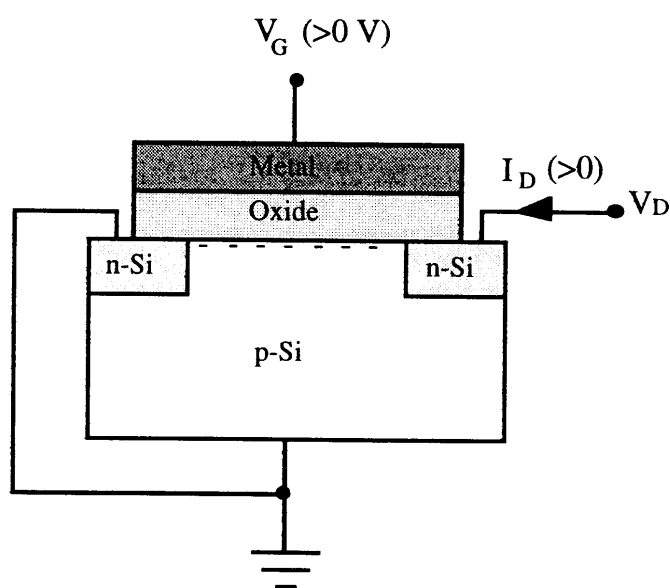 V_G (>0 V)
Metal
I_D (>0)
V_D
Oxide
n-Si
n-Si
p-Si